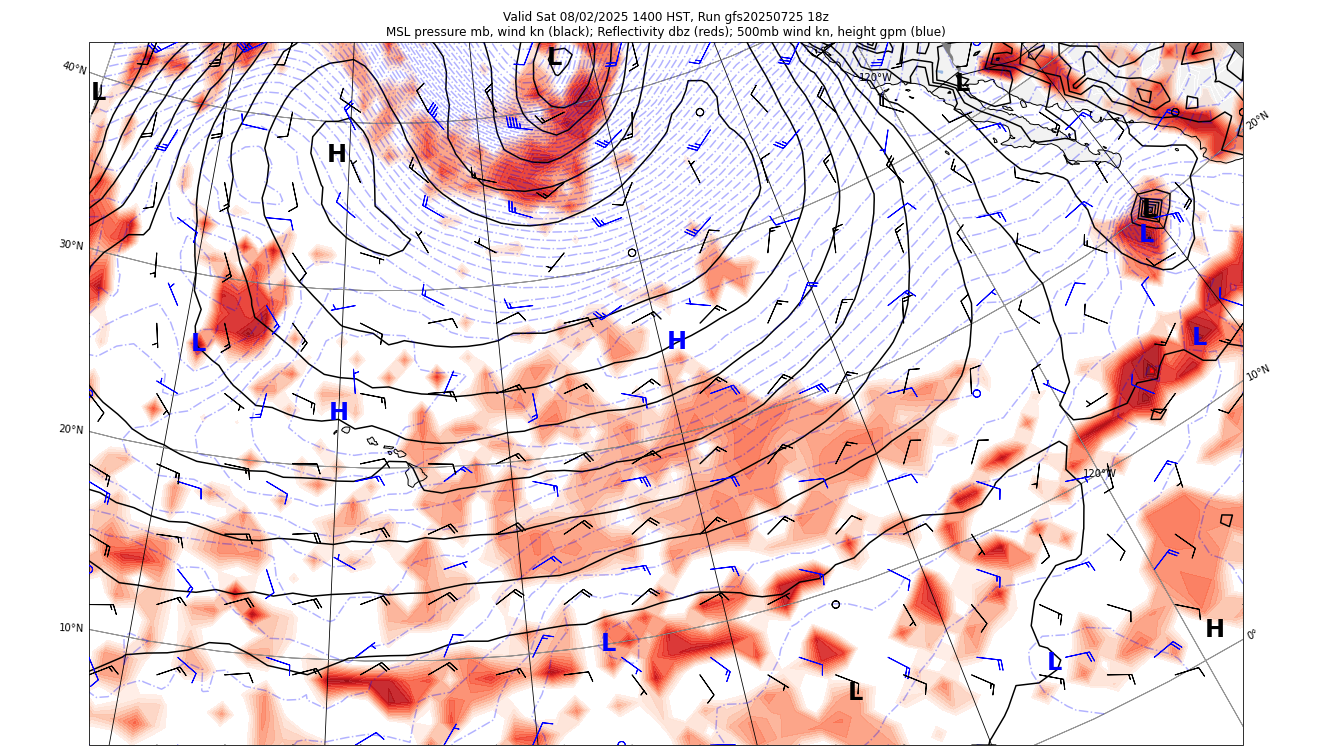 Valid Sat 08/02/2025 1400 HST, Run gfs20250725 18z
MSL pressure mb, wind kn (black); Reflectivity dbz (reds); 500mb wind kn, height gpm (blue)
L
L
40°N
120°W
L
20°N
H
L
L
30°N
L
L
H
L
10°N
H
20°N
120°W
10°N
H
0°
L
L
L